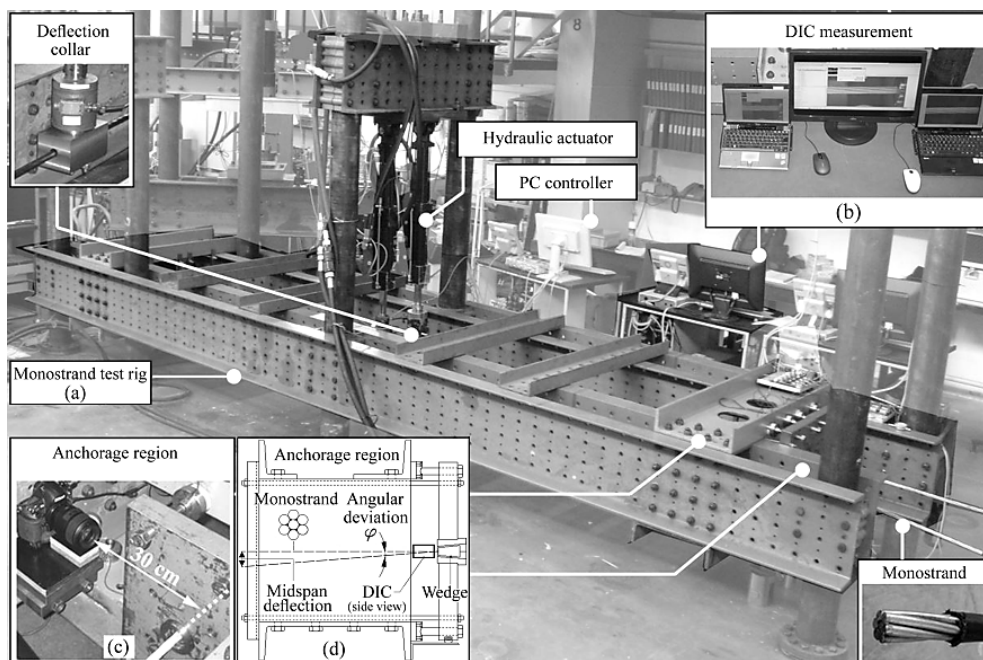 Deflection
collar
8
DIC measurement
(b)
Hydraulic actuator
PC controller
Monostrand test rig
(a)
Anchorage region
30 cm
(c)
Anchorage region
Monostrand
Angular
deviation
φ
Midspan
deflection
DIC
(side view)
Wedge
(d)
Monostrand